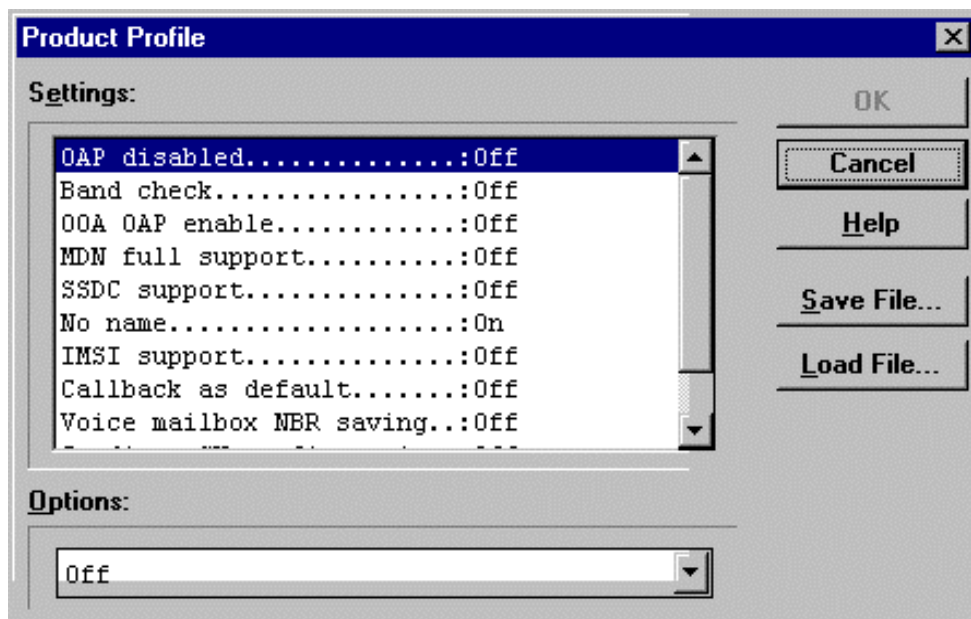 Product Profile
Settings:
OAP disabled..............:Off
Band check................:Off
OOA OAP enable............:Off
MDN full support..........:Off
SSDC support..............:Off
No name...................:On
IMSI support..............:Off
Callback as default.......:Off
Voice mailbox NBR saving..:Off
Options:
Off
OK
Cancel
Help
Save File...
Load File...